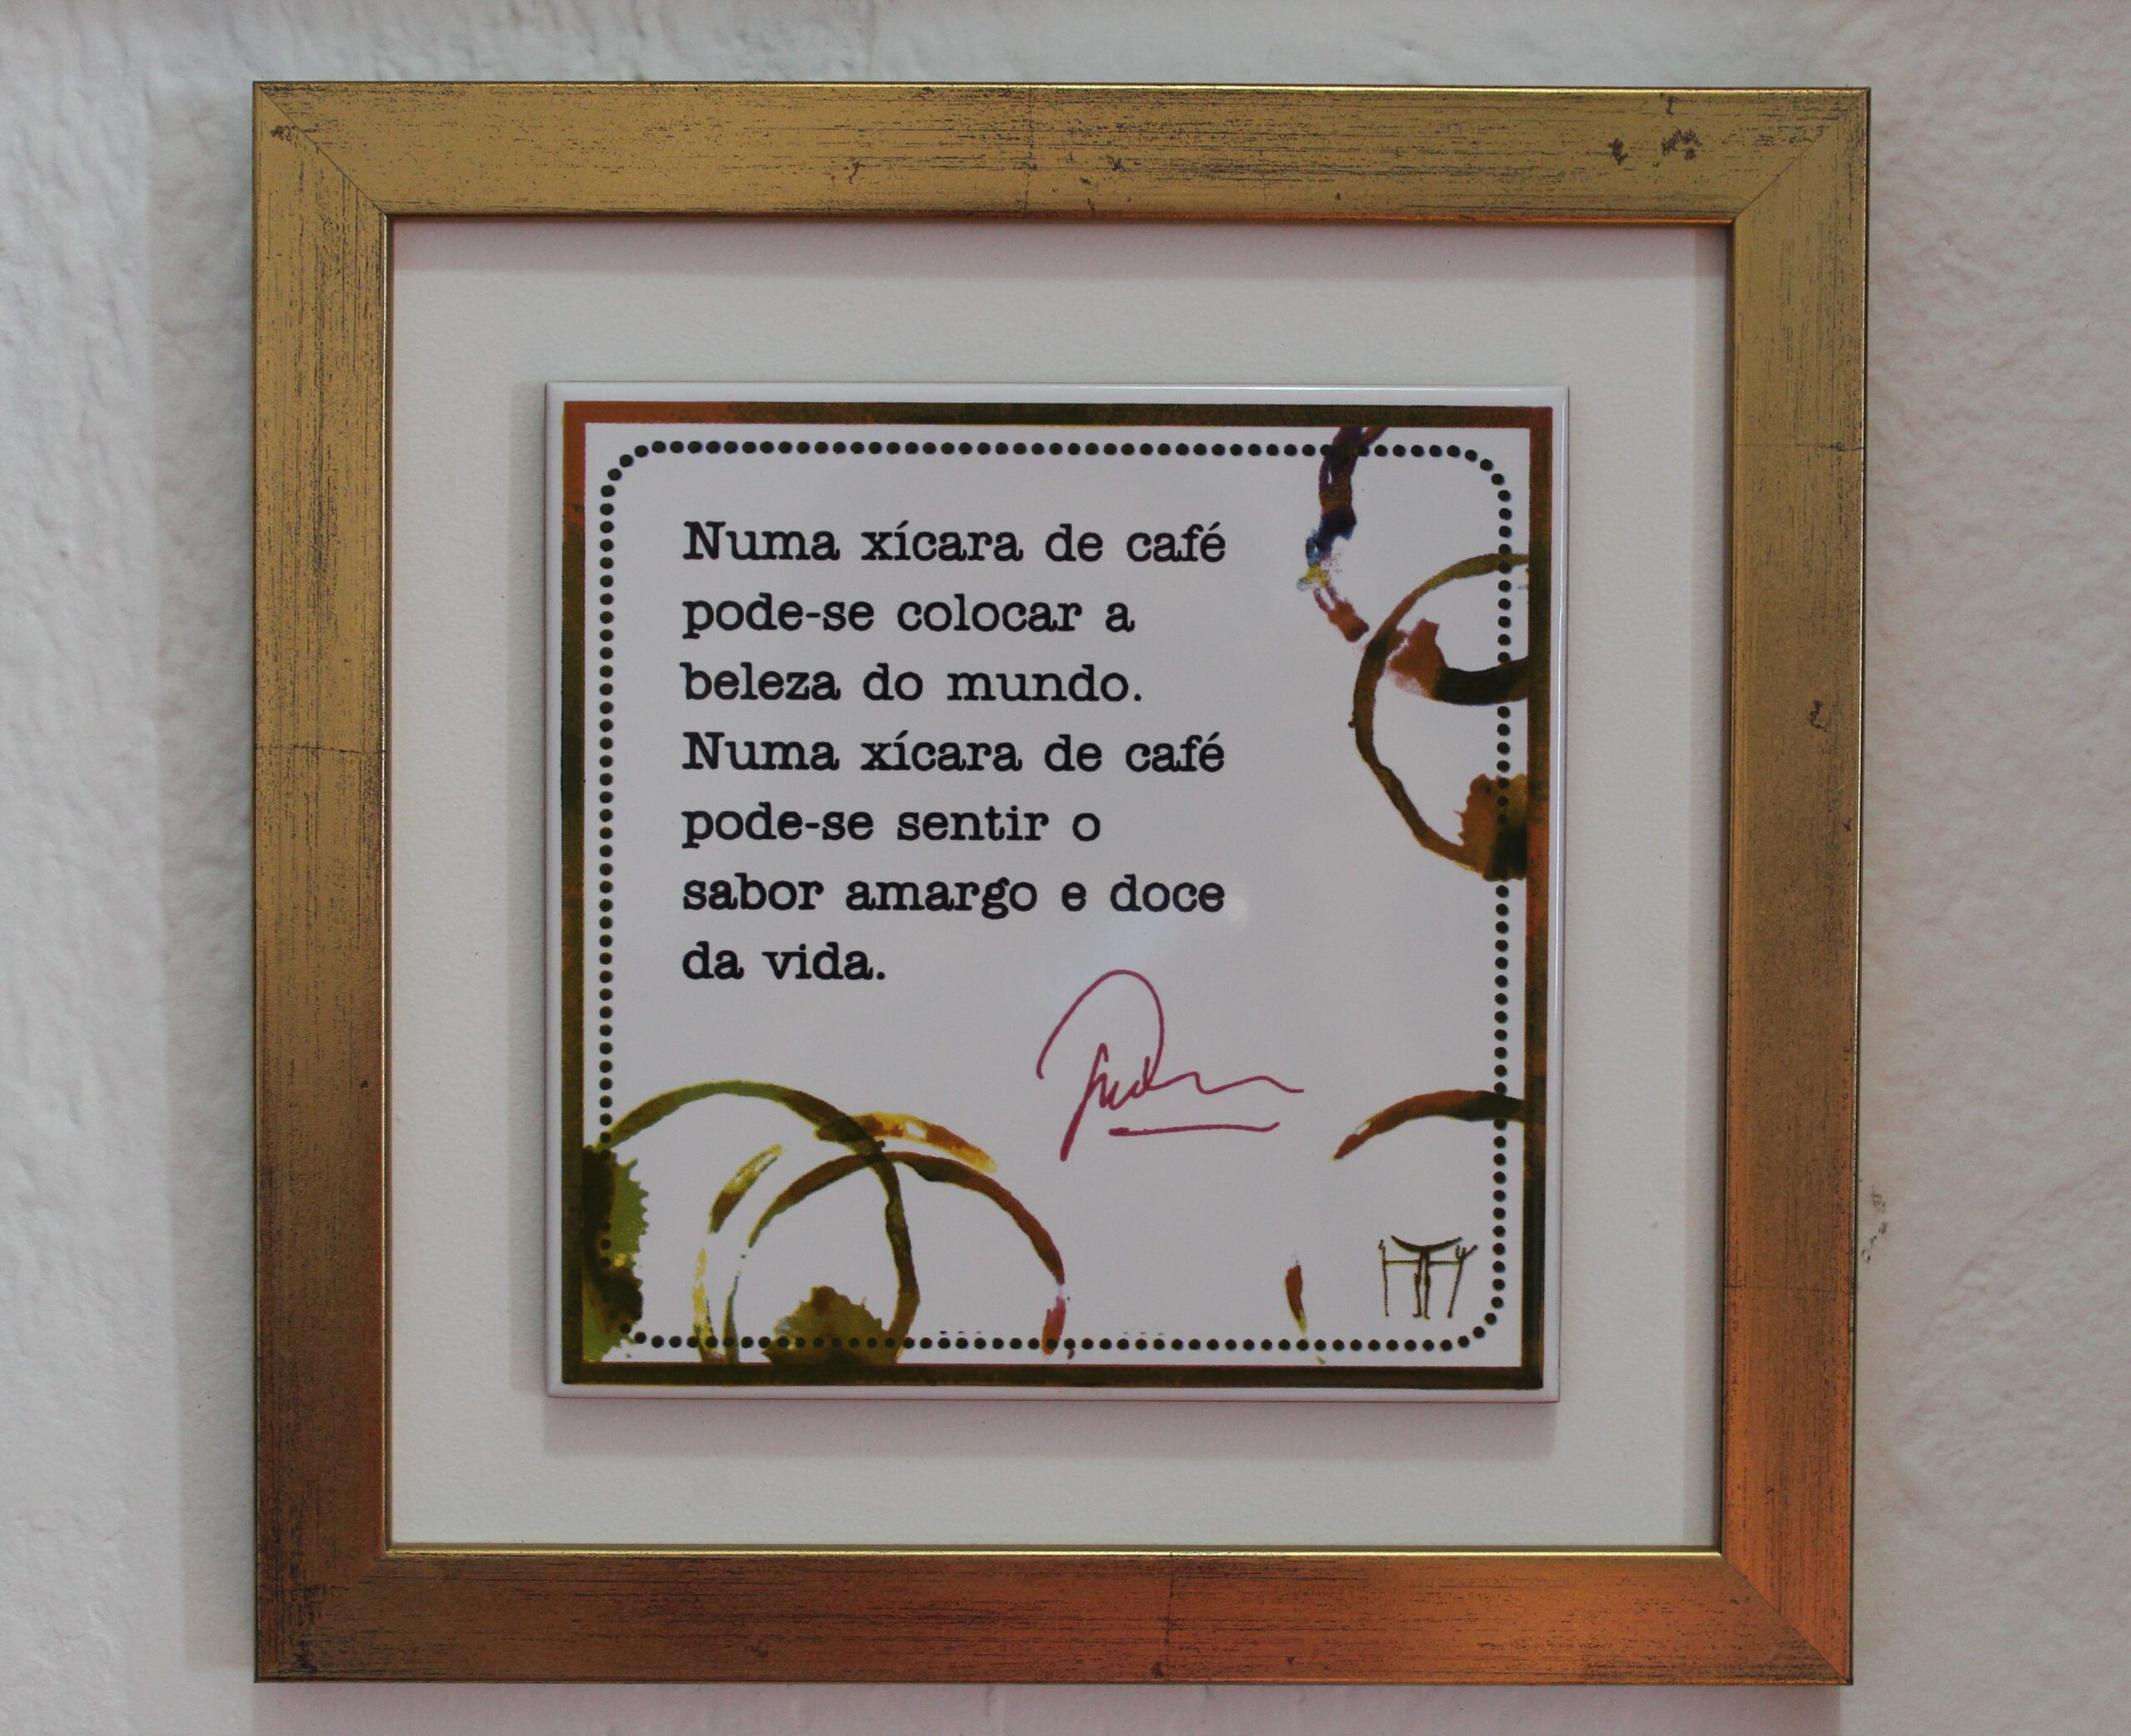 Numa xícara de café
pode-se colocar a
beleza do mundo.
Numa xícara de café
pode-se sentir o
sabor amargo e doce
da vida.